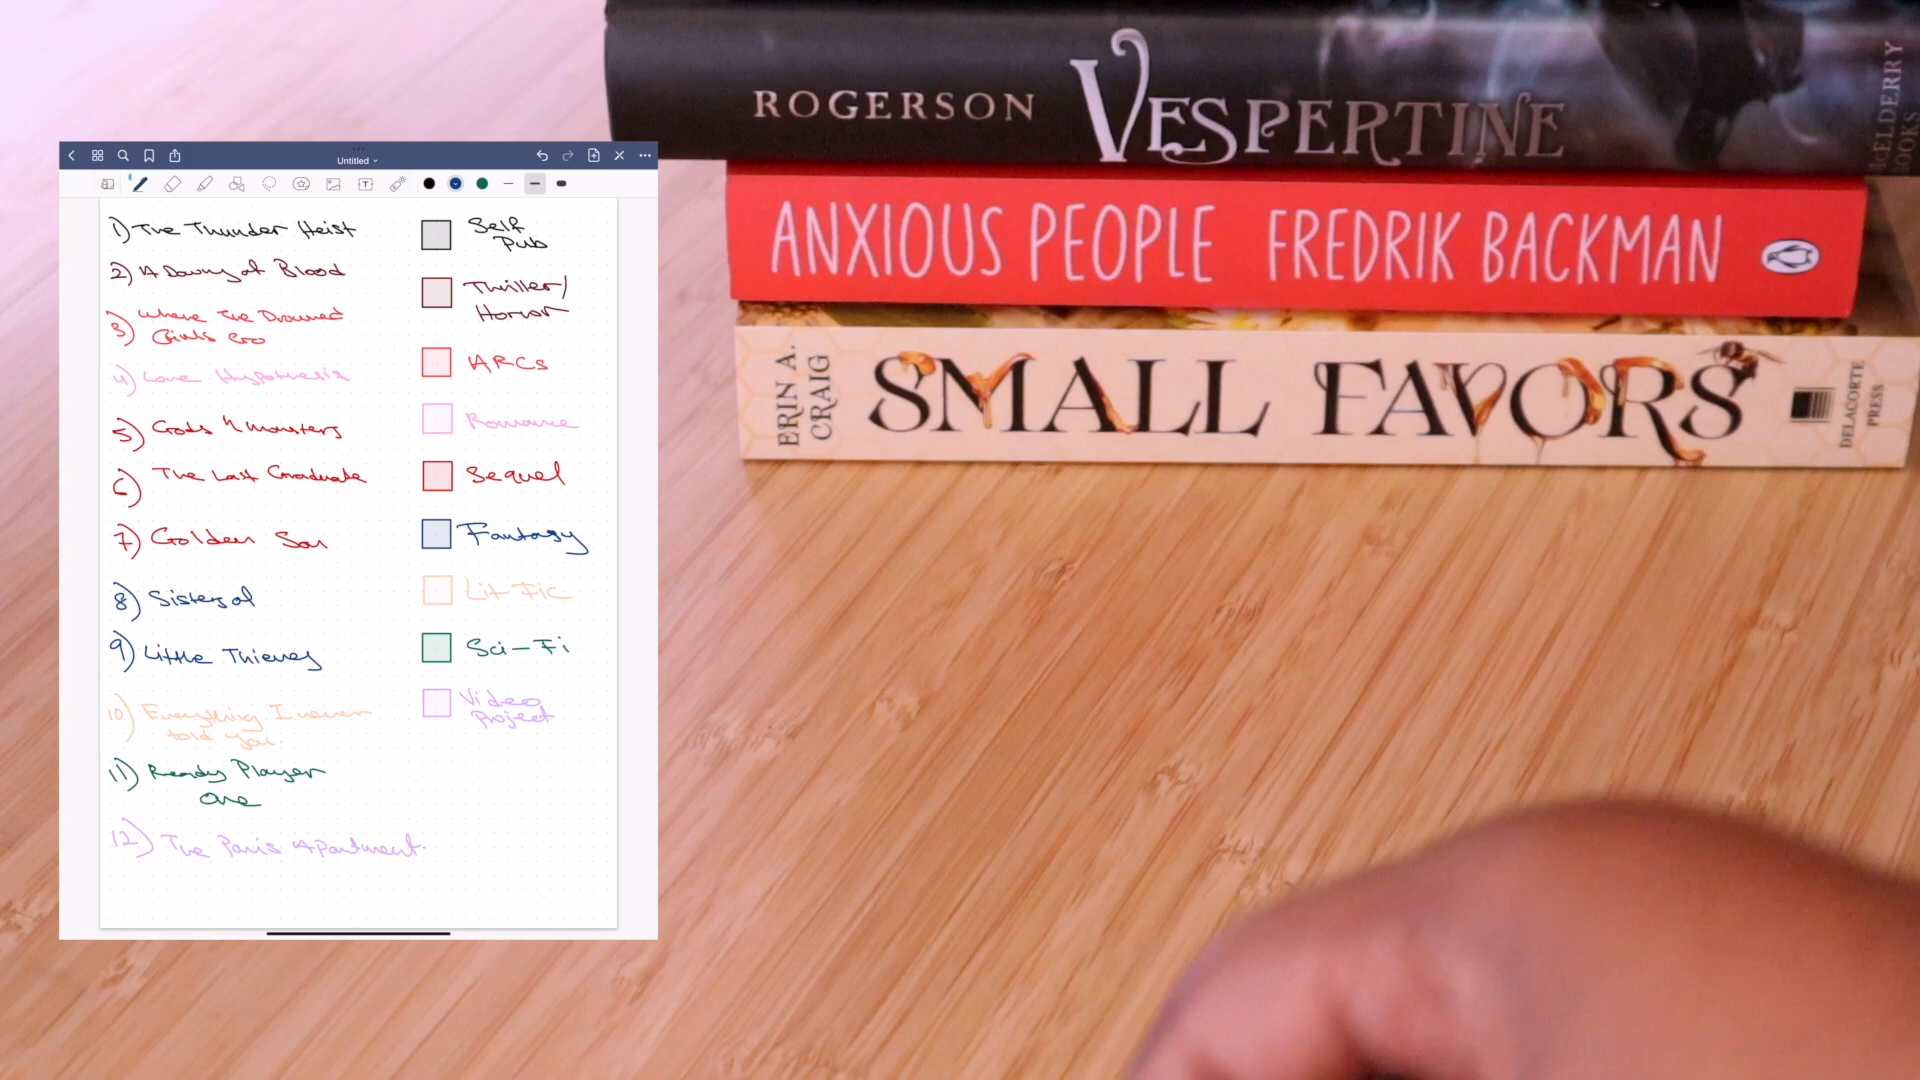 ROGERSON VESPERTINE
McELDERRY
BOOKS
ANXIOUS PEOPLE FREDRIK BACKMAN
ERIN A.
CRAIG
SMALL FAVORS
DELACORTE
PRESS
Untitled
1) The Thunder Heist
2) A Dowry of Blood
3) Where The Drowned
Girls Go
4) Love Hypothesis
5) Gods n monsters
6) The Last Graduate
7) Golden Son
8) Sisters of
9) Little Thieves
10) Everything I never
told you.
11) Ready Player
One
12) The Paris Apartment.
Self
Pub
Thriller/
Horror
ARCs
Romance
Sequel
Fantasy
Lit-Fic
Sci-Fi
Video
Project